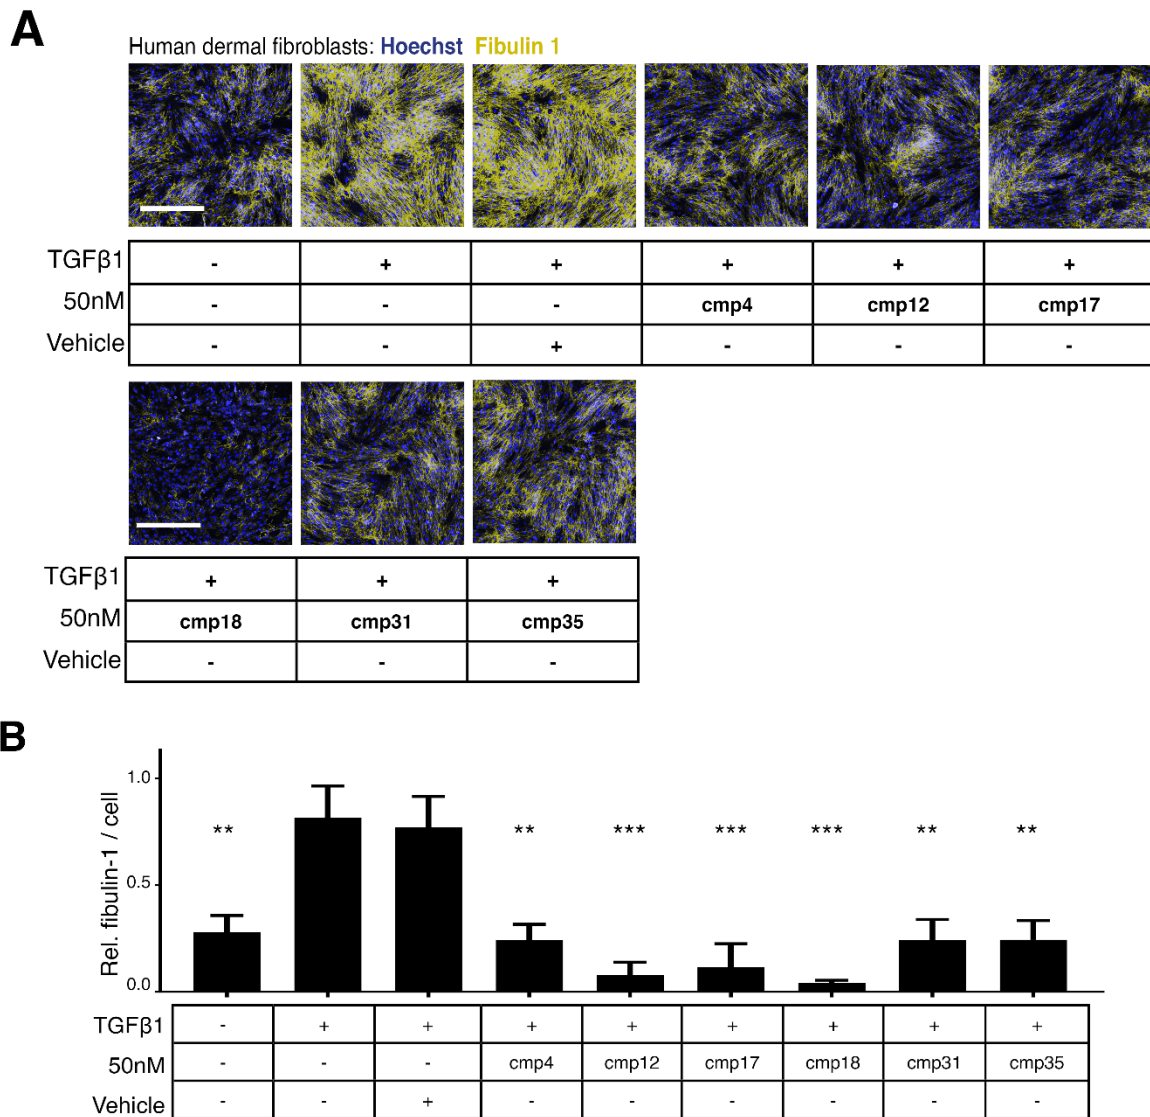 A
Human dermal fibroblasts: Hoechst Fibulin 1
TGFβ1 - + + + + +
50nM - - - cmp4 cmp12 cmp17
Vehicle - - + - - -
TGFβ1 + + +
50nM cmp18 cmp31 cmp35
Vehicle - - -
B
Rel. fibulin-1 / cell
1.0
** ** *** *** *** ** **
0.5
0.0
TGFβ1 - + + + + + + + +
50nM - - - cmp4 cmp12 cmp17 cmp18 cmp31 cmp35
Vehicle - - + - - - - - -